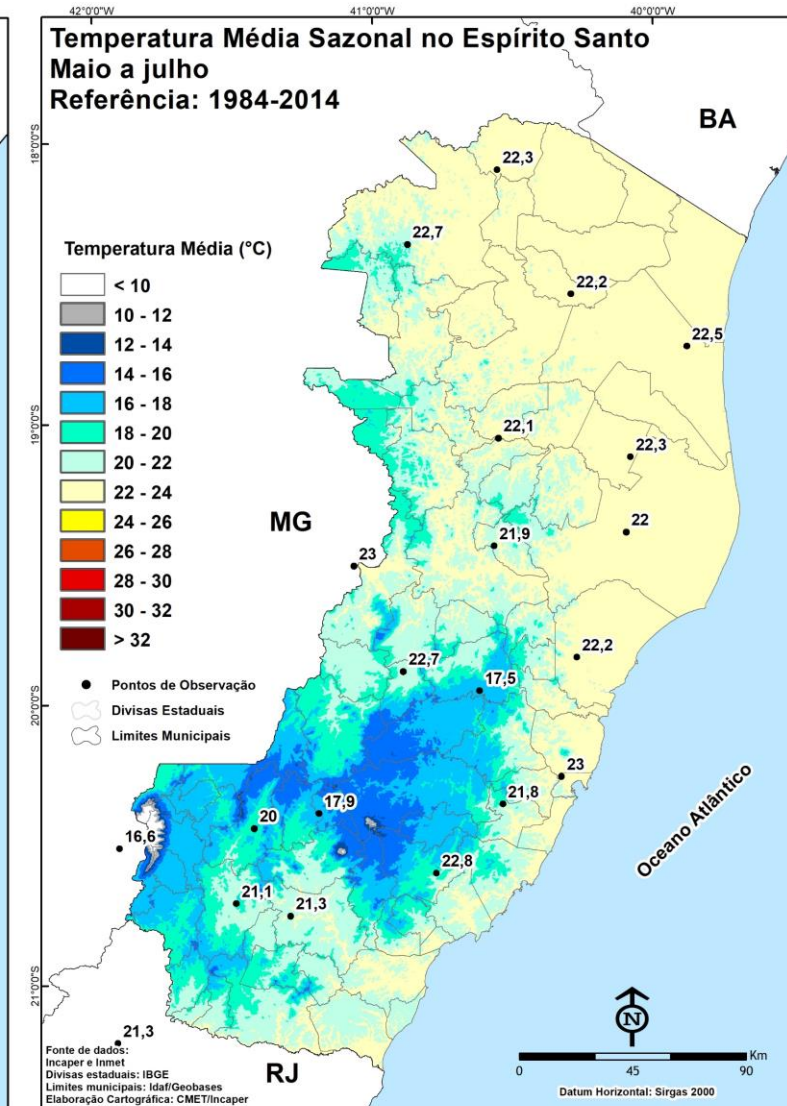 42°0'0"W
41°0'0"W
40°0'0"W
Temperatura Média Sazonal no Espírito Santo
Maio a julho
Referência: 1984-2014
BA
18°0'0"S
22,3
22,7
Temperatura Média (°C)
< 10
10 - 12
12 - 14
14 - 16
16 - 18
18 - 20
20 - 22
22 - 24
24 - 26
26 - 28
28 - 30
30 - 32
> 32
22,2
22,5
19°0'0"S
22,1
22,3
MG
22
21,9
23
22,2
22,7
17,5
Pontos de Observação
Divisas Estaduais
Limites Municipais
20°0'0"S
23
21,8
17,9
20
16,6
Oceano Atlântico
22,8
21,1
21,3
21°0'0"S
21,3
N
Km
0
45
90
Datum Horizontal: Sirgas 2000
RJ
Fonte de dados:
Incaper e Inmet
Divisas estaduais: IBGE
Limites municipais: Idaf/Geobases
Elaboração Cartográfica: CMET/Incaper